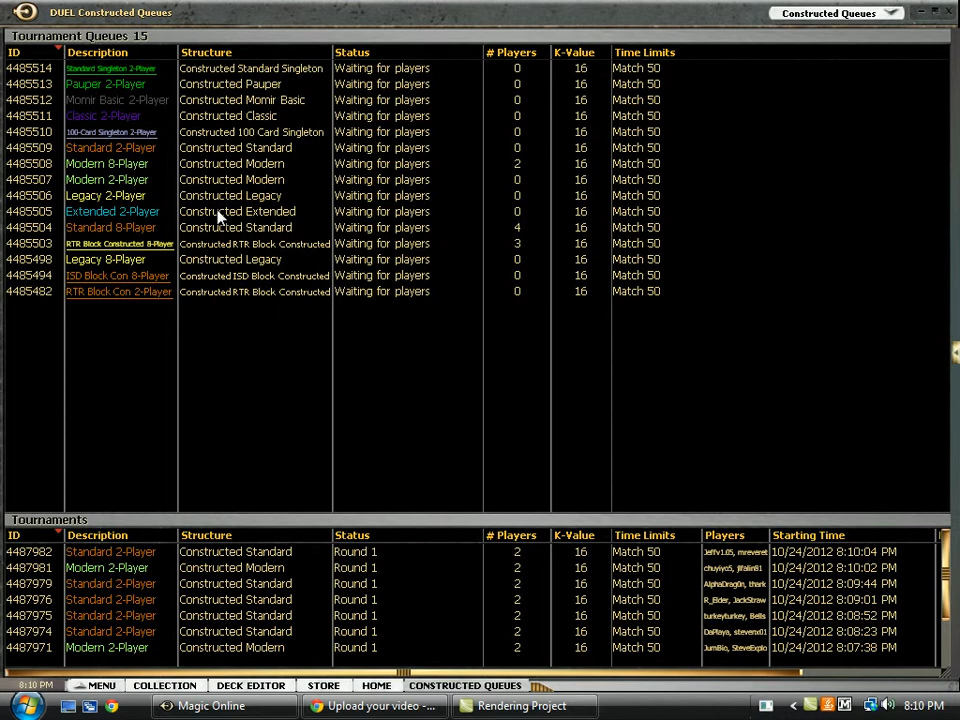 DUEL Constructed Queues Constructed Queues
Tournament Queues 15
ID Description Structure Status # Players K-Value Time Limits
4485514 Standard Singleton 2-Player Constructed Standard Singleton Waiting for players 0 16 Match 50
4485513 Pauper 2-Player Constructed Pauper Waiting for players 0 16 Match 50
4485512 Momir Basic 2-Player Constructed Momir Basic Waiting for players 0 16 Match 50
4485511 Classic 2-Player Constructed Classic Waiting for players 0 16 Match 50
4485510 100-Card Singleton 2-Player Constructed 100 Card Singleton Waiting for players 0 16 Match 50
4485509 Standard 2-Player Constructed Standard Waiting for players 0 16 Match 50
4485508 Modern 8-Player Constructed Modern Waiting for players 2 16 Match 50
4485507 Modern 2-Player Constructed Modern Waiting for players 0 16 Match 50
4485506 Legacy 2-Player Constructed Legacy Waiting for players 0 16 Match 50
4485505 Extended 2-Player Constructed Extended Waiting for players 0 16 Match 50
4485504 Standard 8-Player Constructed Standard Waiting for players 4 16 Match 50
4485503 RTR Block Constructed 8-Player Constructed RTR Block Constructed Waiting for players 3 16 Match 50
4485498 Legacy 8-Player Constructed Legacy Waiting for players 0 16 Match 50
4485494 ISD Block Con 8-Player Constructed ISD Block Constructed Waiting for players 0 16 Match 50
4485482 RTR Block Con 2-Player Constructed RTR Block Constructed Waiting for players 0 16 Match 50
Tournaments
ID Description Structure Status # Players K-Value Time Limits Players Starting Time
4487982 Standard 2-Player Constructed Standard Round 1 2 16 Match 50 Jeffv1.05, mreveret 10/24/2012 8:10:04 PM
4487981 Modern 2-Player Constructed Modern Round 1 2 16 Match 50 chuyiyo5, jlfalin81 10/24/2012 8:10:02 PM
4487979 Standard 2-Player Constructed Standard Round 1 2 16 Match 50 AlphaDrag0n, thark 10/24/2012 8:09:44 PM
4487976 Standard 2-Player Constructed Standard Round 1 2 16 Match 50 R_Elder, JackStraw 10/24/2012 8:09:01 PM
4487975 Standard 2-Player Constructed Standard Round 1 2 16 Match 50 turkeyturkey, Bells 10/24/2012 8:08:52 PM
4487974 Standard 2-Player Constructed Standard Round 1 2 16 Match 50 DaPlaya, stevenx01 10/24/2012 8:08:23 PM
4487971 Modern 2-Player Constructed Modern Round 1 2 16 Match 50 JumBio, SteveExplo 10/24/2012 8:07:38 PM
8:10 PM MENU COLLECTION DECK EDITOR STORE HOME CONSTRUCTED QUEUES
Magic Online Upload your video -... Rendering Project 8:10 PM